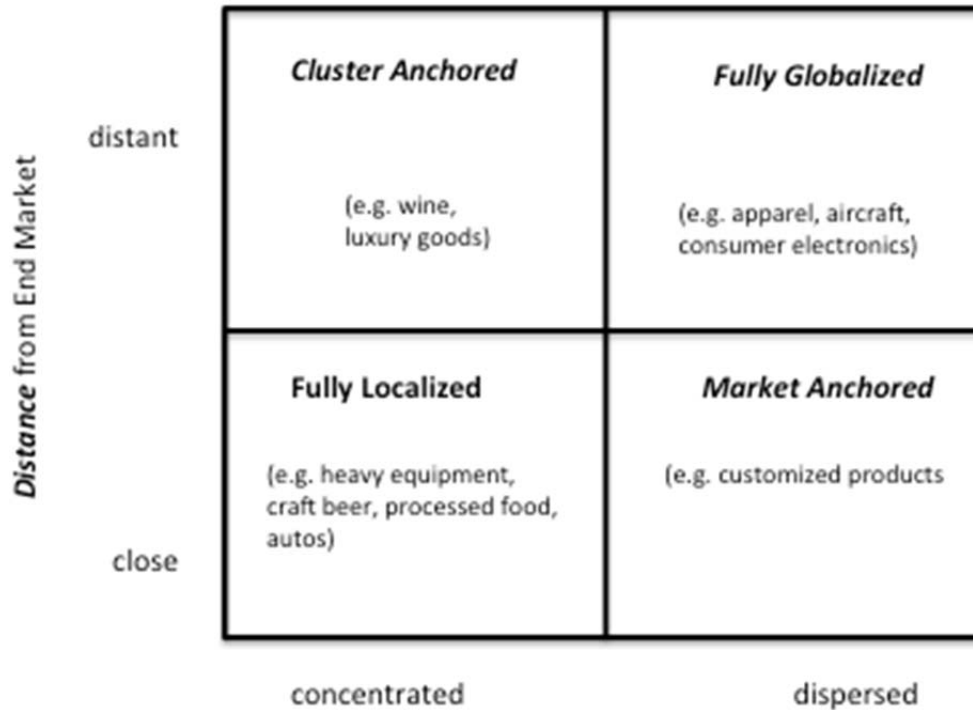 Cluster Anchored
Fully Globalized
distant
(e.g. wine,
luxury goods)
(e.g. apparel, aircraft,
consumer electronics)
Distance from End Market
Fully Localized
Market Anchored
(e.g. heavy equipment,
craft beer, processed food,
autos)
(e.g. customized products
close
concentrated
dispersed